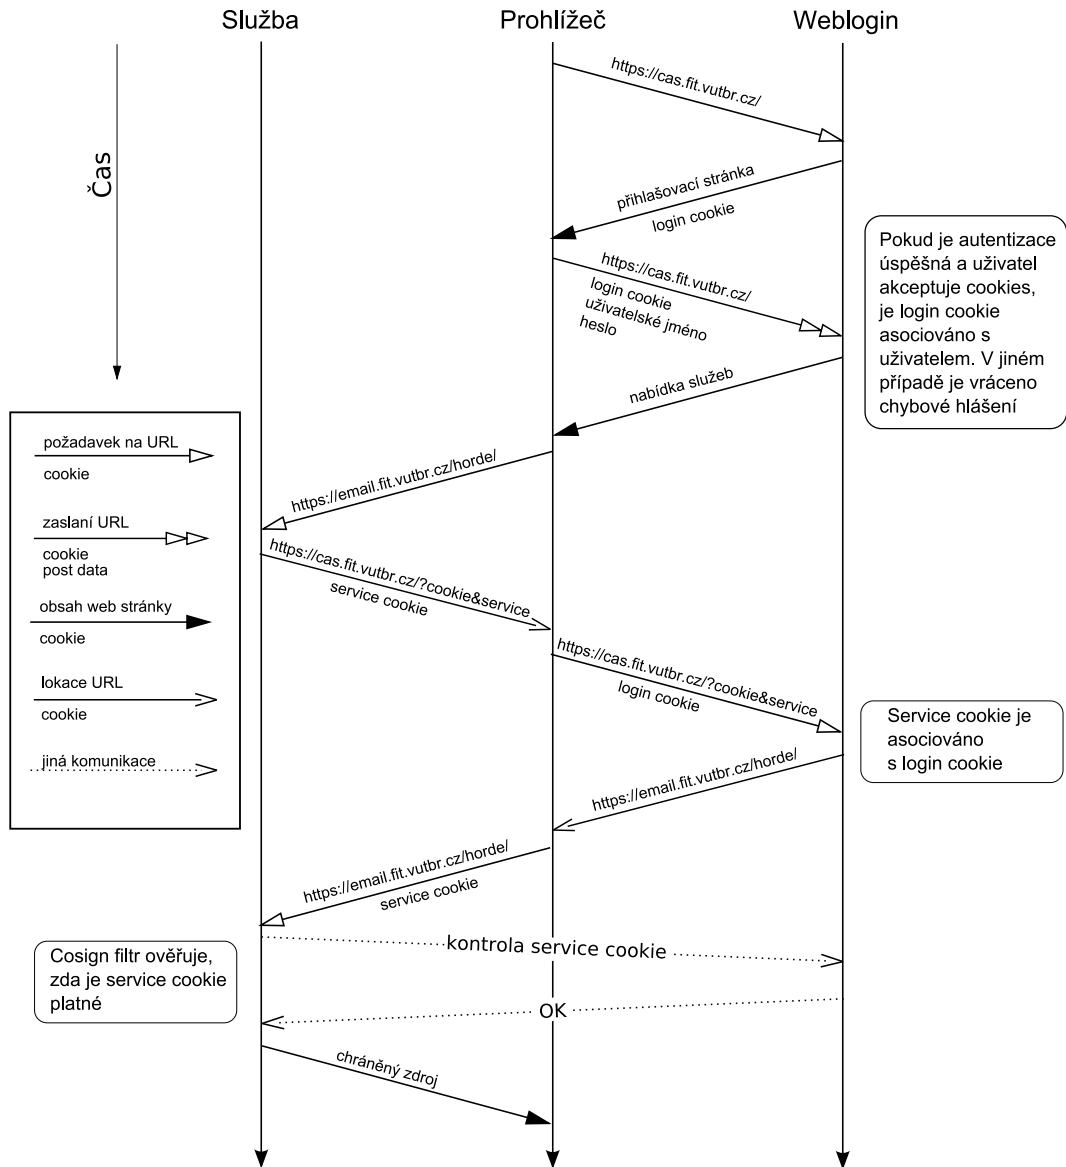 Služba
Prohlížeč
Weblogin
Čas
https://cas.fit.vutbr.cz/
přihlašovací stránka
login cookie
https://cas.fit.vutbr.cz/
login cookie
uživatelské jméno
heslo
Pokud je autentizace
úspěšná a uživatel
akceptuje cookies,
je login cookie
asociováno s
uživatelem. V jiném
případě je vráceno
chybové hlášení
nabídka služeb
požadavek na URL
cookie
zaslaní URL
cookie
post data
obsah web stránky
cookie
lokace URL
cookie
jiná komunikace
https://email.fit.vutbr.cz/horde/
https://cas.fit.vutbr.cz/?cookie&service
service cookie
https://cas.fit.vutbr.cz/?cookie&service
login cookie
Service cookie je
asociováno
s login cookie
https://email.fit.vutbr.cz/horde/
https://email.fit.vutbr.cz/horde/
service cookie
kontrola service cookie
Cosign filtr ověřuje,
zda je service cookie
platné
OK
chráněný zdroj